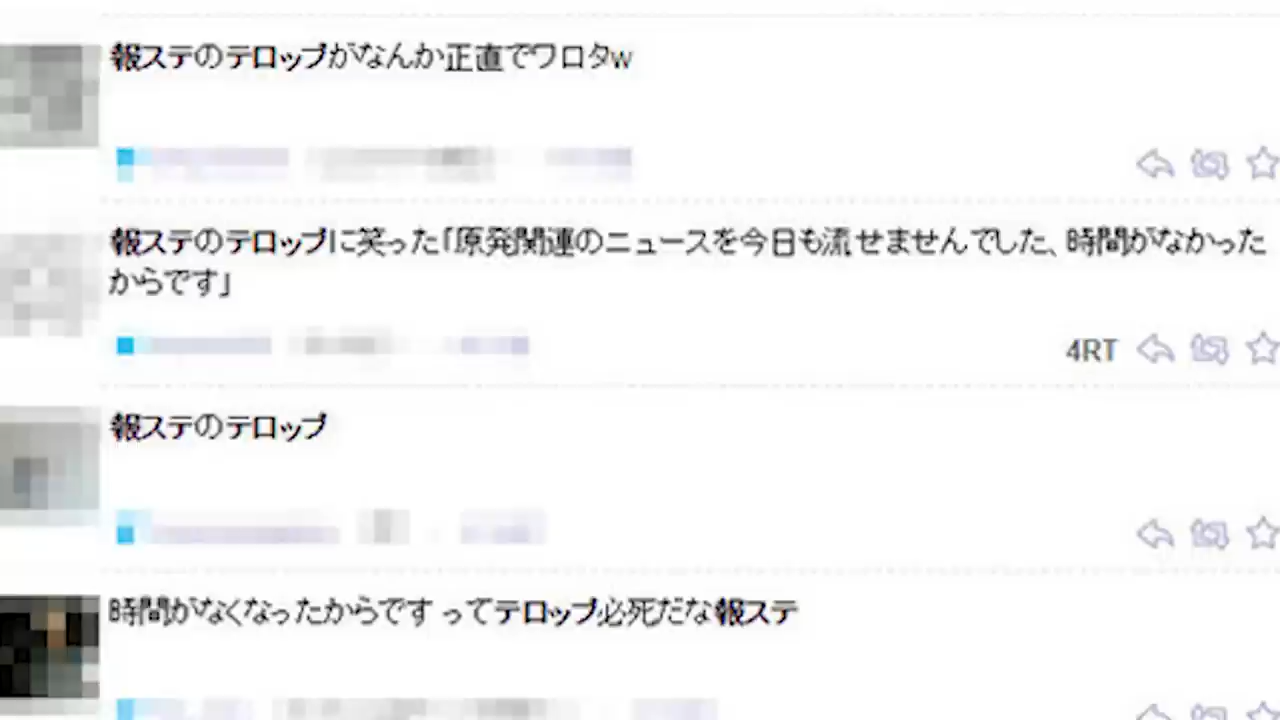 報ステのテロップがなんか正直でワロタw
報ステのテロップに笑った「原発関連のニュースを今日も流せませんでした、時間がなかった
からです」
4RT
報ステのテロップ
時間がなくなったからです ってテロップ必死だな報ステ